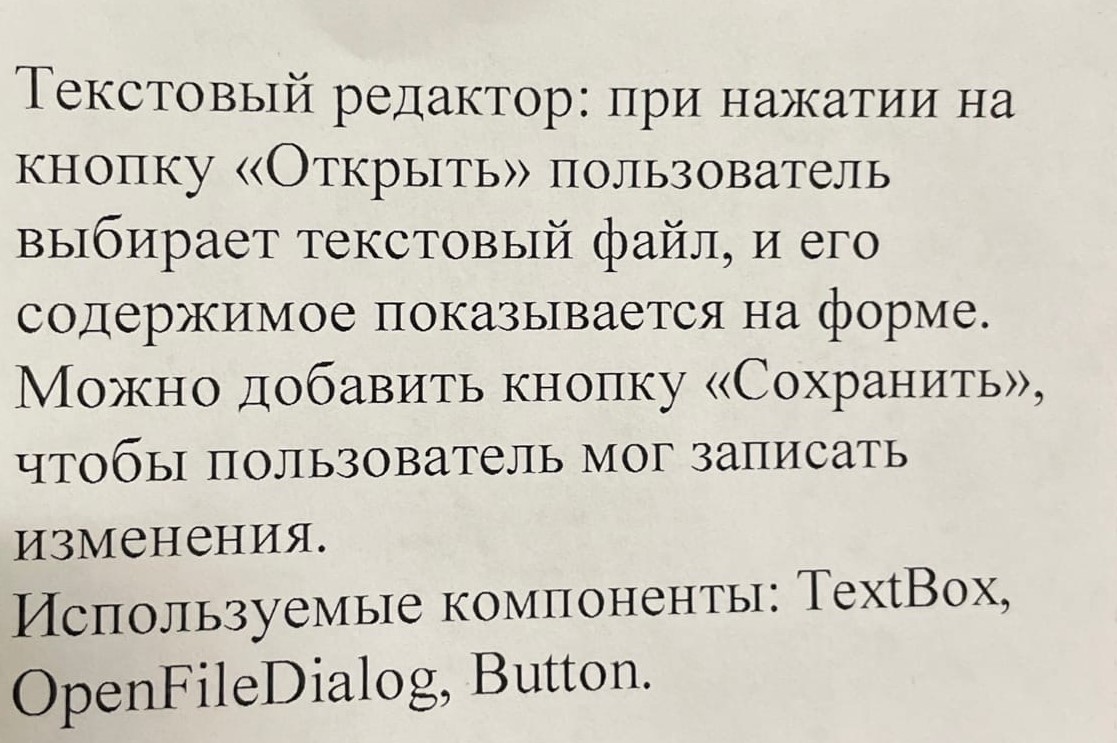 Текстовый редактор: при нажатии на
кнопку «Открыть» пользователь
выбирает текстовый файл, и его
содержимое показывается на форме.
Можно добавить кнопку «Сохранить»,
чтобы пользователь мог записать
изменения.
Используемые компоненты: TextBox,
OpenFileDialog, Button.